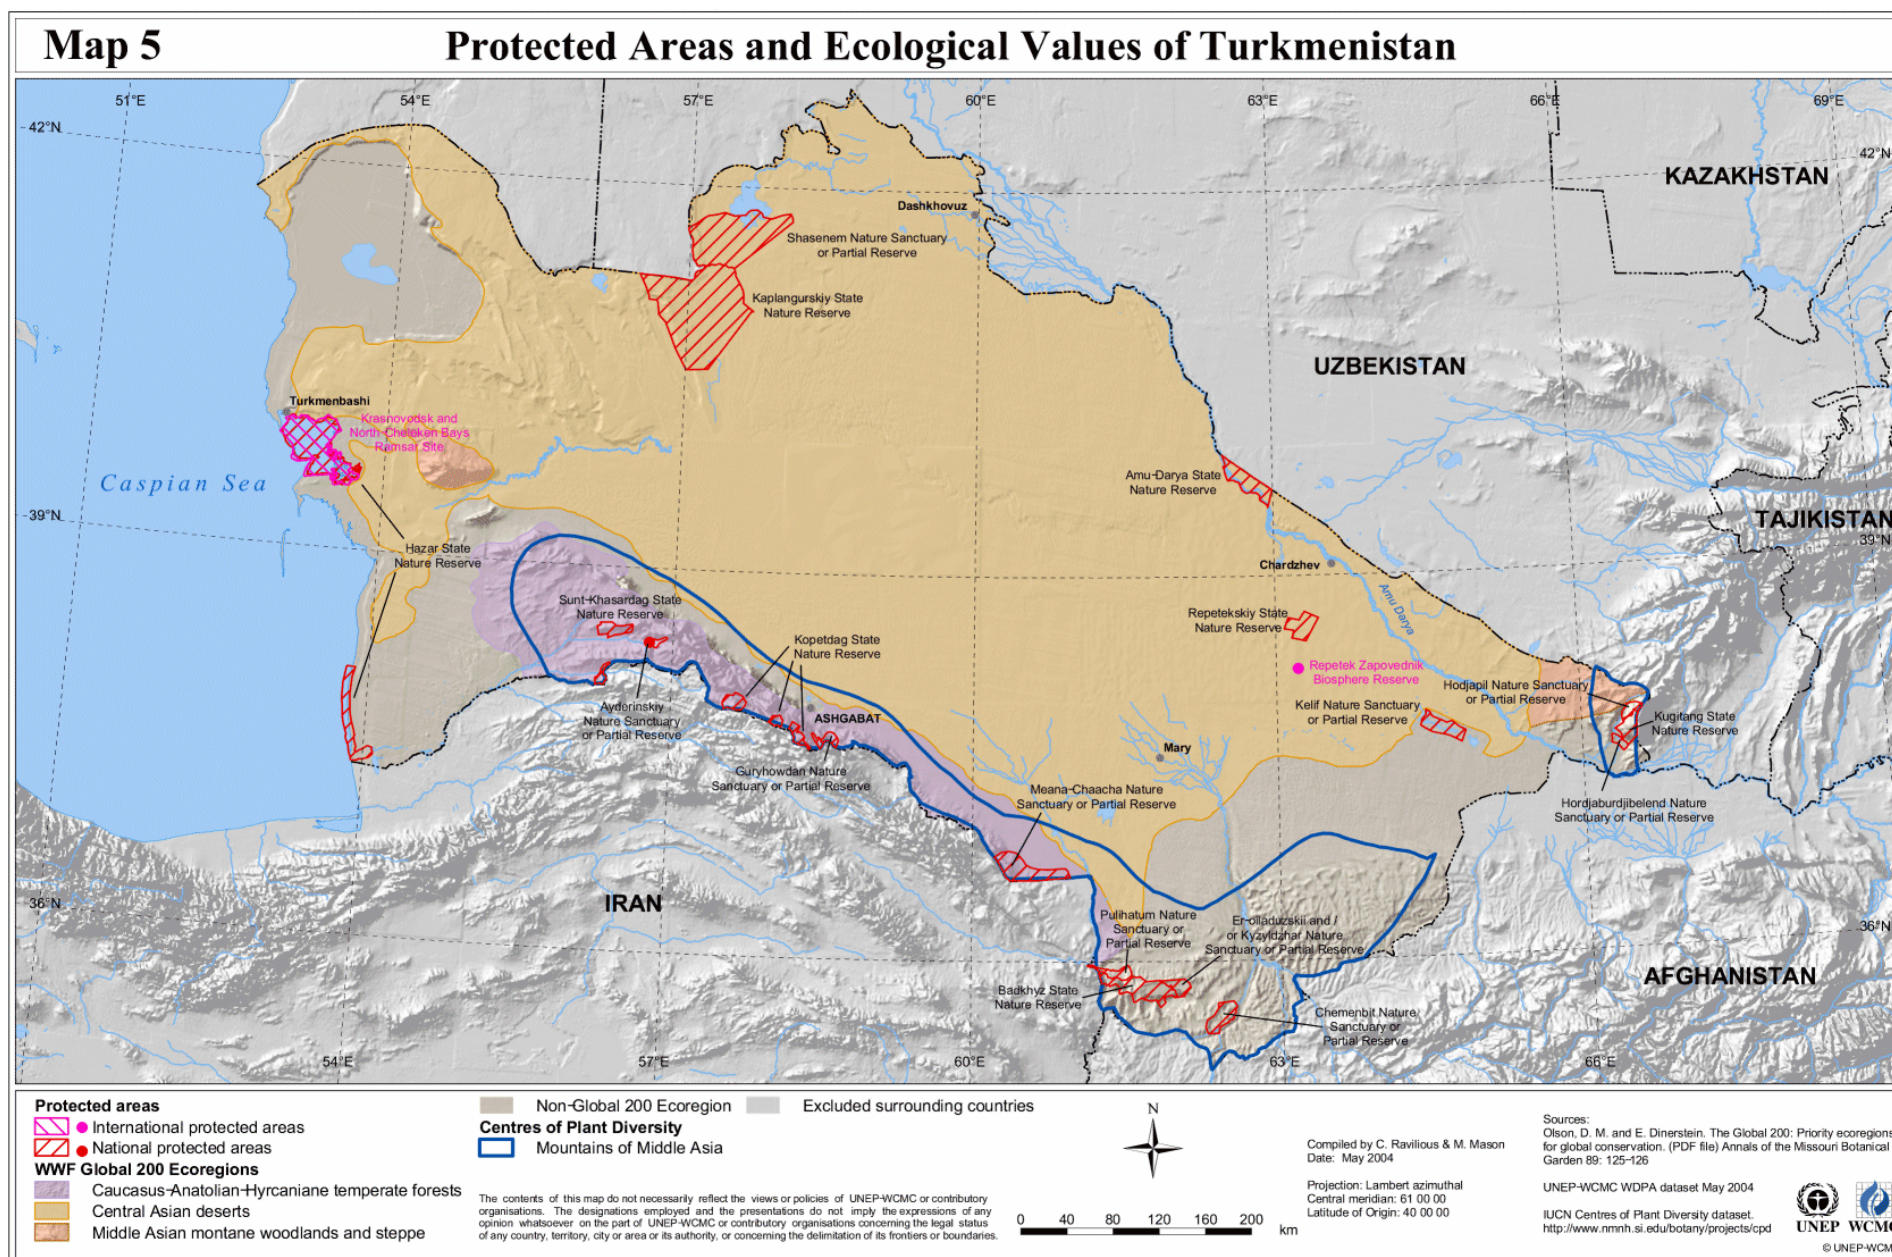 Map 5
Protected Areas and Ecological Values of Turkmenistan
51°E
54°E
57°E
60°E
63°E
66°E
69°E
42°N
42°N
KAZAKHSTAN
Dashkhovuz
Shasenem Nature Sanctuary
or Partial Reserve
Kaplangurskiy State
Nature Reserve
UZBEKISTAN
Turkmenbashi
Krasnovodsk and
North-Cheleken Bays
Ramsar Site
Caspian Sea
Amu-Darya State
Nature Reserve
39°N
TAJIKISTAN
39°N
Hazar State
Nature Reserve
Chardzhev
Amu Darya
Sunt-Khasardag State
Nature Reserve
Repetekskiy State
Nature Reserve
Kopetdag State
Nature Reserve
Repetek Zapovednik
Biosphere Reserve
Hodjapil Nature Sanctuary
or Partial Reserve
Ayderinskiy
Nature Sanctuary
or Partial Reserve
ASHGABAT
Kelif Nature Sanctuary
or Partial Reserve
Kugitang State
Nature Reserve
Mary
Guryhowdan Nature
Sanctuary or Partial Reserve
Meana-Chaacha Nature
Sanctuary or Partial Reserve
Hordjaburdjibelend Nature
Sanctuary or Partial Reserve
36°N
IRAN
Pulihatum Nature
Sanctuary or
Partial Reserve
Er-olladuzskii and /
or Kyzyldzhar Nature
Sanctuary or Partial Reserve
36°N
AFGHANISTAN
Badkhyz State
Nature Reserve
Chemenbit Nature
Sanctuary or
Partial Reserve
54°E
57°E
60°E
63°E
66°E
Protected areas
International protected areas
National protected areas
WWF Global 200 Ecoregions
Caucasus-Anatolian-Hyrcaniane temperate forests
Central Asian deserts
Middle Asian montane woodlands and steppe
Non-Global 200 Ecoregion
Excluded surrounding countries
Centres of Plant Diversity
Mountains of Middle Asia
The contents of this map do not necessarily reflect the views or policies of UNEP-WCMC or contributory
organisations. The designations employed and the presentations do not imply the expressions of any
opinion whatsoever on the part of UNEP-WCMC or contributory organisations concerning the legal status
of any country, territory, city or area or its authority, or concerning the delimitation of its frontiers or boundaries.
N
0 40 80 120 160 200
km
Compiled by C. Ravilious & M. Mason
Date: May 2004
Projection: Lambert azimuthal
Central meridian: 61 00 00
Latitude of Origin: 40 00 00
Sources:
Olson, D. M. and E. Dinerstein. The Global 200: Priority ecoregions
for global conservation. (PDF file) Annals of the Missouri Botanical
Garden 89: 125-126
UNEP-WCMC WDPA dataset May 2004
IUCN Centres of Plant Diversity dataset.
http://www.nmnh.si.edu/botany/projects/cpd
UNEP WCMC
© UNEP-WCM